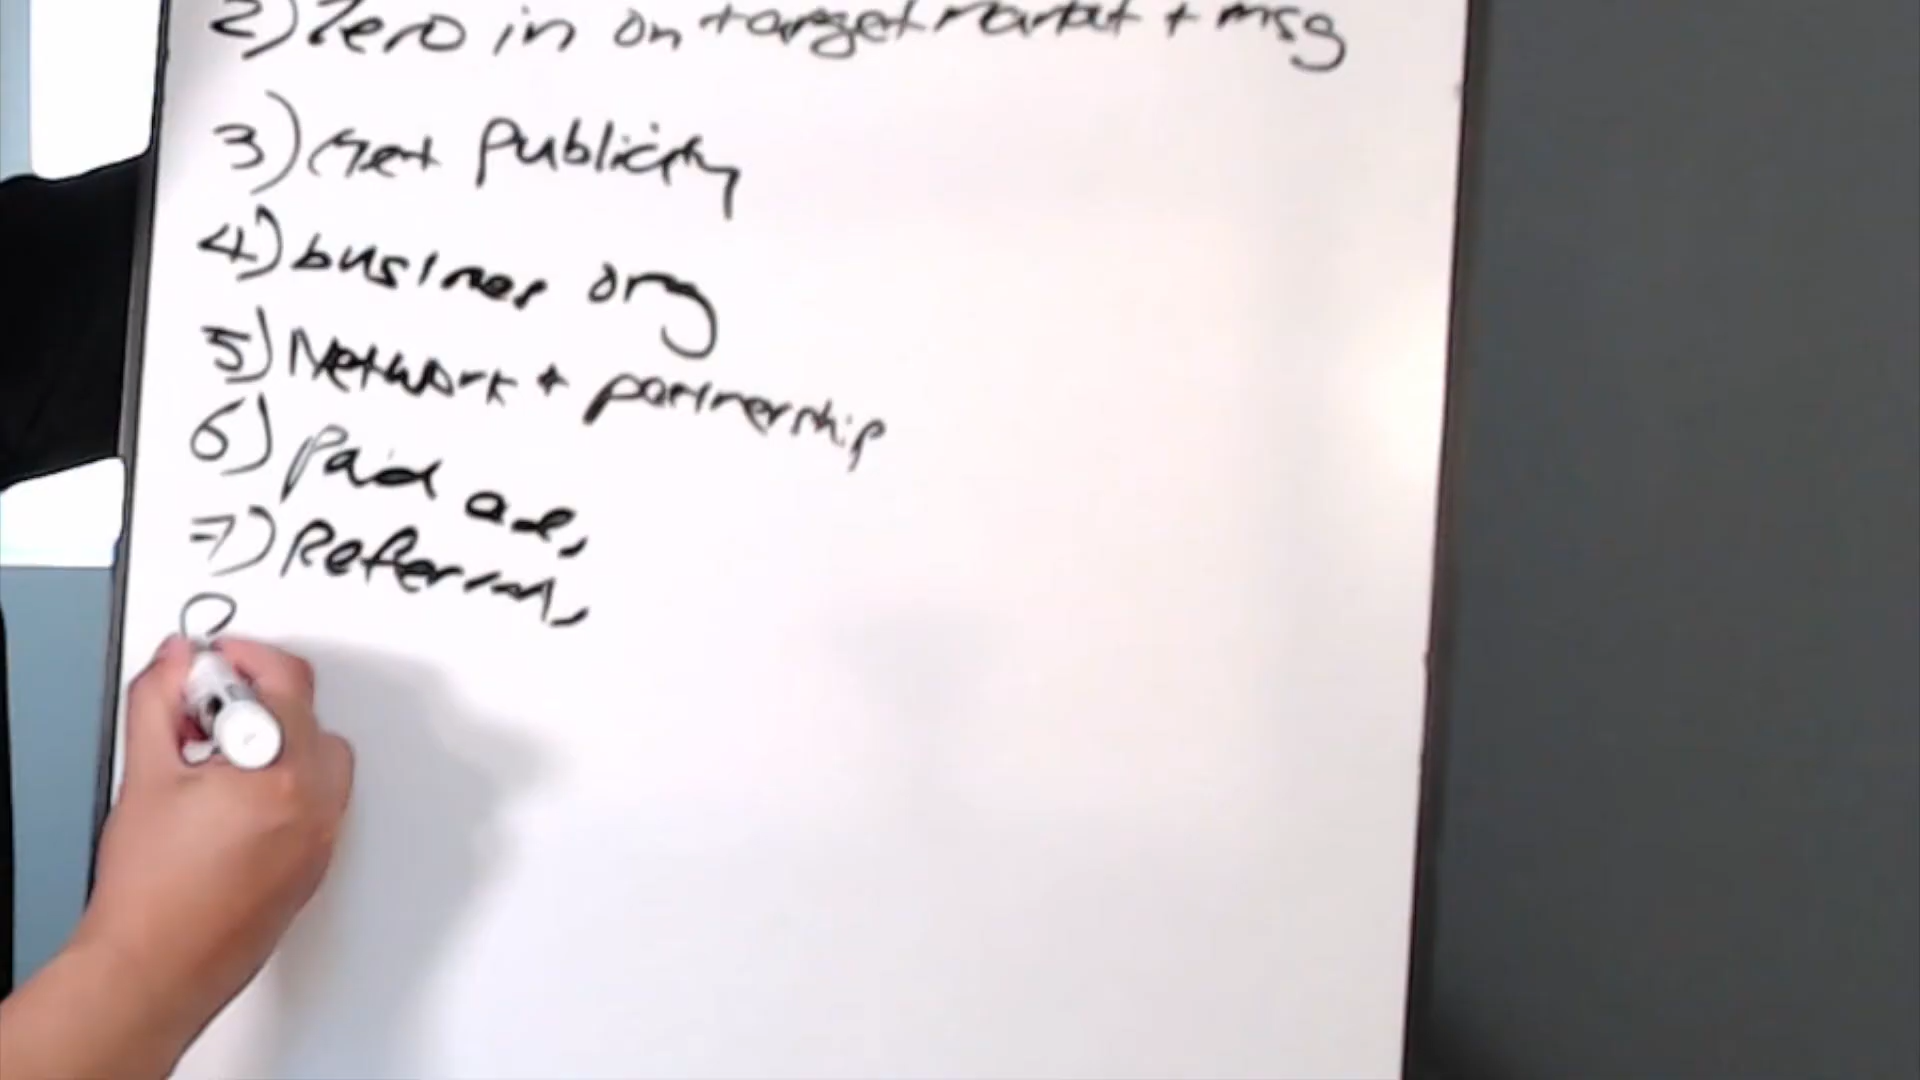 2) Zero in on target market + msg
3) Get Publicity
4) business org
5) Network + partnership
6) Paid ads
7) Referrals